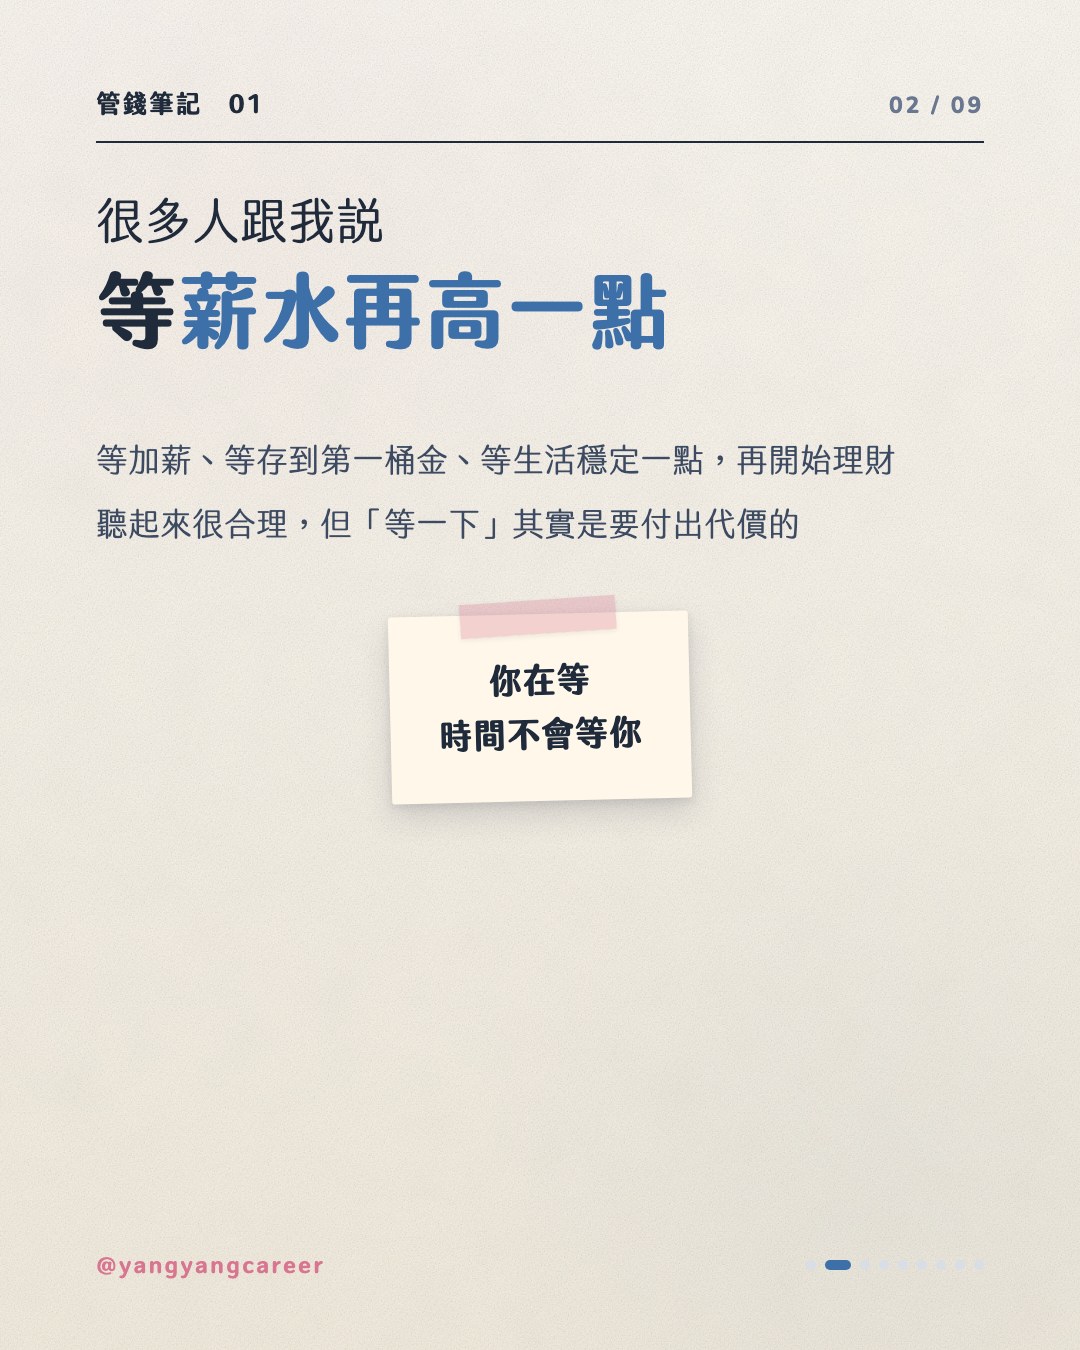 管錢筆記 01
02 / 09
很多人跟我説
等薪水再高一點
等加薪、等存到第一桶金、等生活穩定一點，再開始理財
聽起來很合理，但「等一下」其實是要付出代價的
你在等
時間不會等你
@yangyangcareer